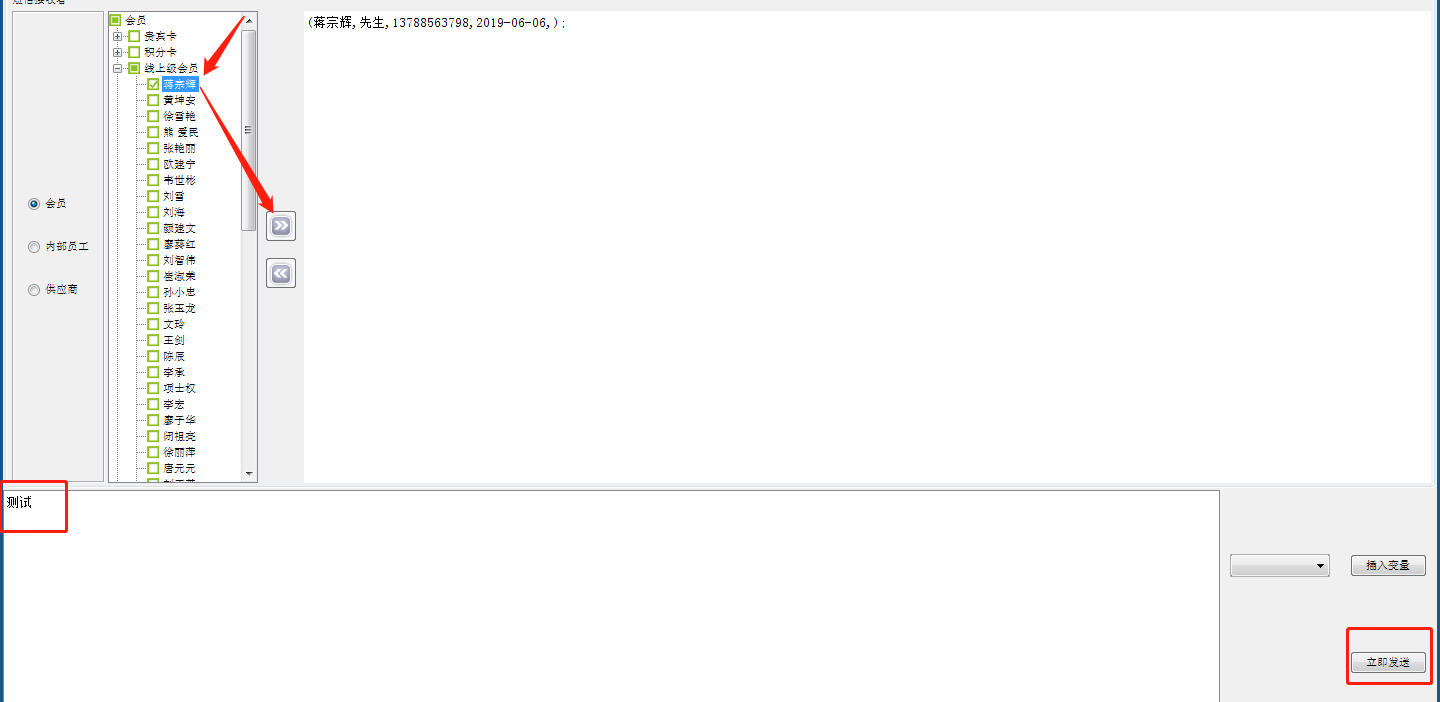 短信接收者
会员
贵宾卡
积分卡
线上级会员
蒋宗辉
黄坤安
徐雪艳
熊 爱民
张艳丽
欧建宁
韦世彬
刘雪
刘海
颜建文
廖葵红
刘智伟
崔淑荣
孙小忠
张玉龙
文玲
王剑
陈辰
李承
项士权
李宏
廖于华
闭祖亮
徐丽萍
唐元元
会员
内部员工
供应商
(蒋宗辉,先生,13788563798,2019-06-06,);
测试
插入变量
立即发送